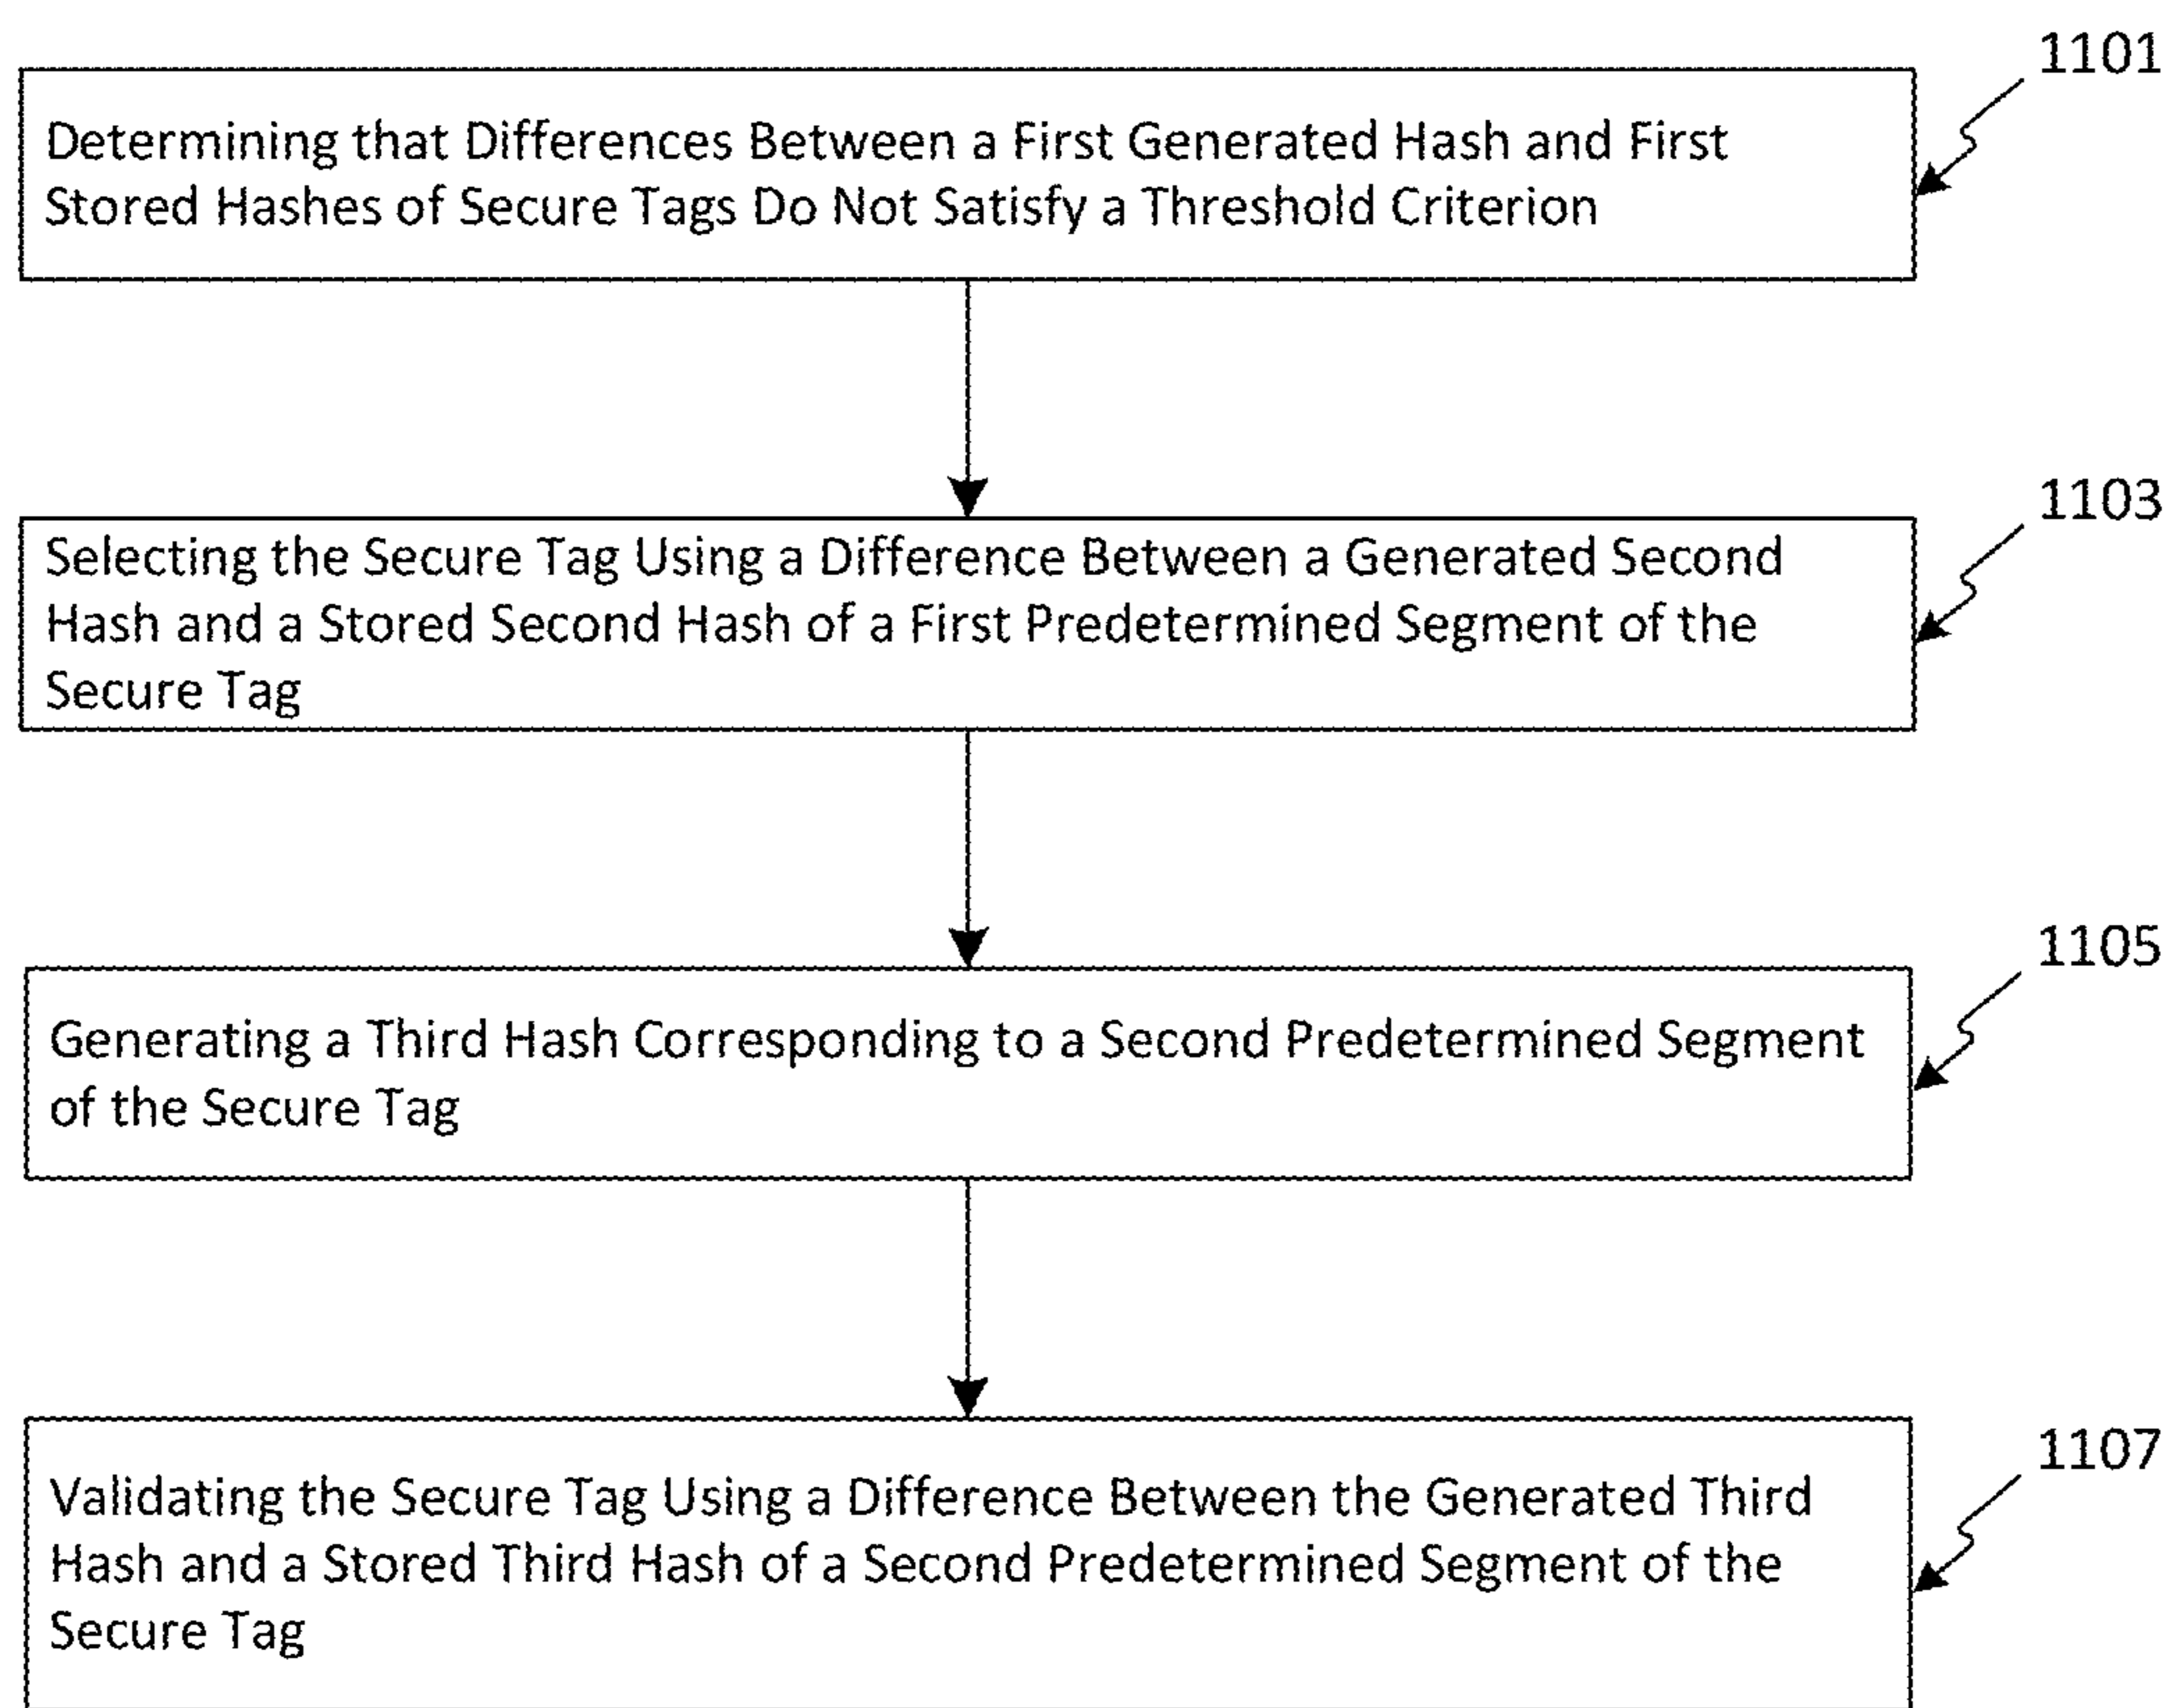 1101
Determining that Differences Between a First Generated Hash and First
Stored Hashes of Secure Tags Do Not Satisfy a Threshold Criterion
1103
Selecting the Secure Tag Using a Difference Between a Generated Second
Hash and a Stored Second Hash of a First Predetermined Segment of the
Secure Tag
1105
Generating a Third Hash Corresponding to a Second Predetermined Segment
of the Secure Tag
1107
Validating the Secure Tag Using a Difference Between the Generated Third
Hash and a Stored Third Hash of a Second Predetermined Segment of the
Secure Tag